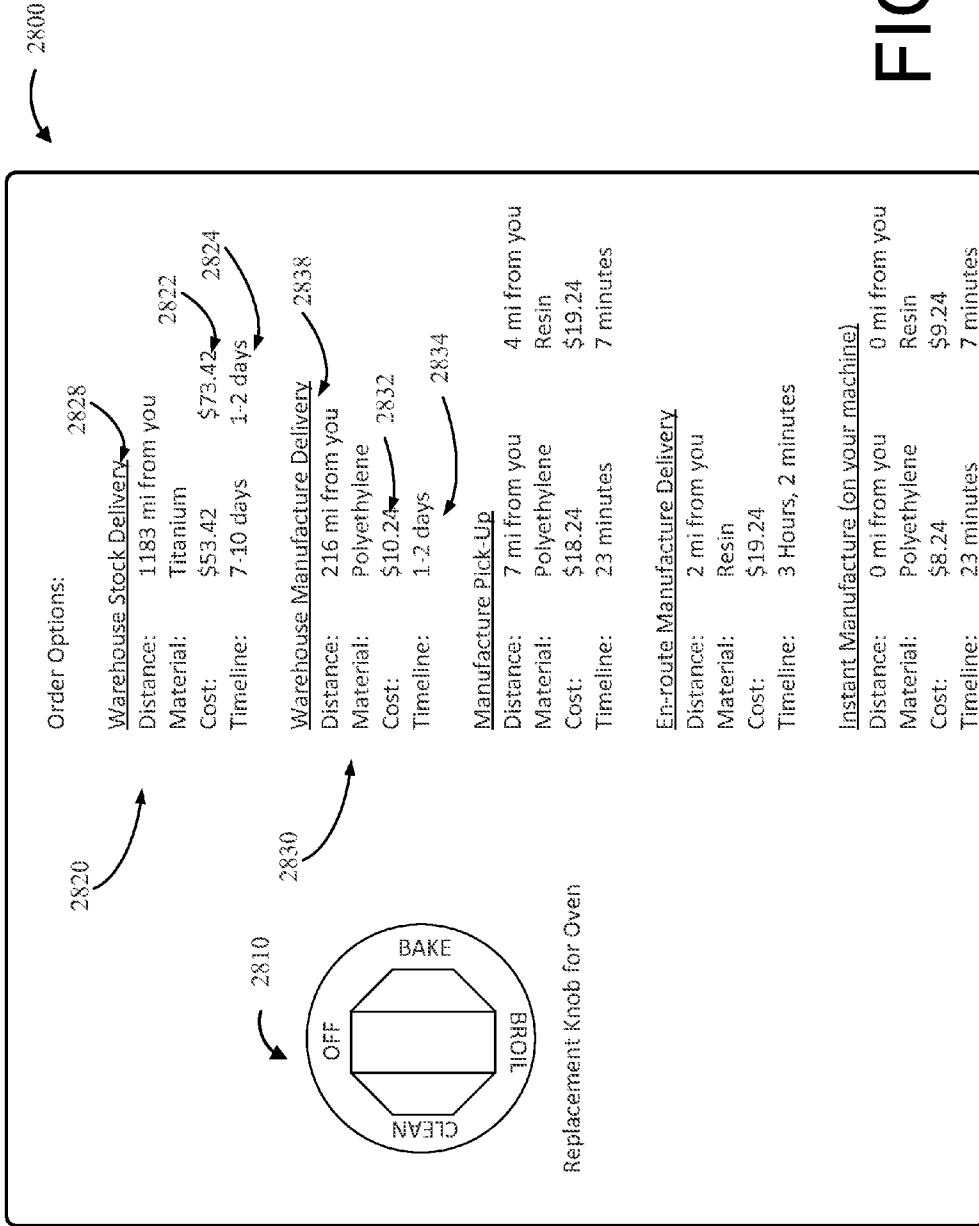 2800
Order Options:
2820
Warehouse Stock Delivery
2828
Distance: 1183 mi from you
Material: Titanium
2822
Cost: $53.42 $73.42
2824
Timeline: 7-10 days 1-2 days
2830
Warehouse Manufacture Delivery
2838
Distance: 216 mi from you
Material: Polyethylene
Cost: $10.24
2832
Timeline: 1-2 days
2834
Manufacture Pick-Up
Distance: 7 mi from you 4 mi from you
Material: Polyethylene Resin
Cost: $18.24 $19.24
Timeline: 23 minutes 7 minutes
En-route Manufacture Delivery
Distance: 2 mi from you
Material: Resin
Cost: $19.24
Timeline: 3 Hours, 2 minutes
Instant Manufacture (on your machine)
Distance: 0 mi from you 0 mi from you
Material: Polyethylene Resin
Cost: $8.24 $9.24
Timeline: 23 minutes 7 minutes
2810
OFF
BAKE
BROIL
CLEAN
Replacement Knob for Oven